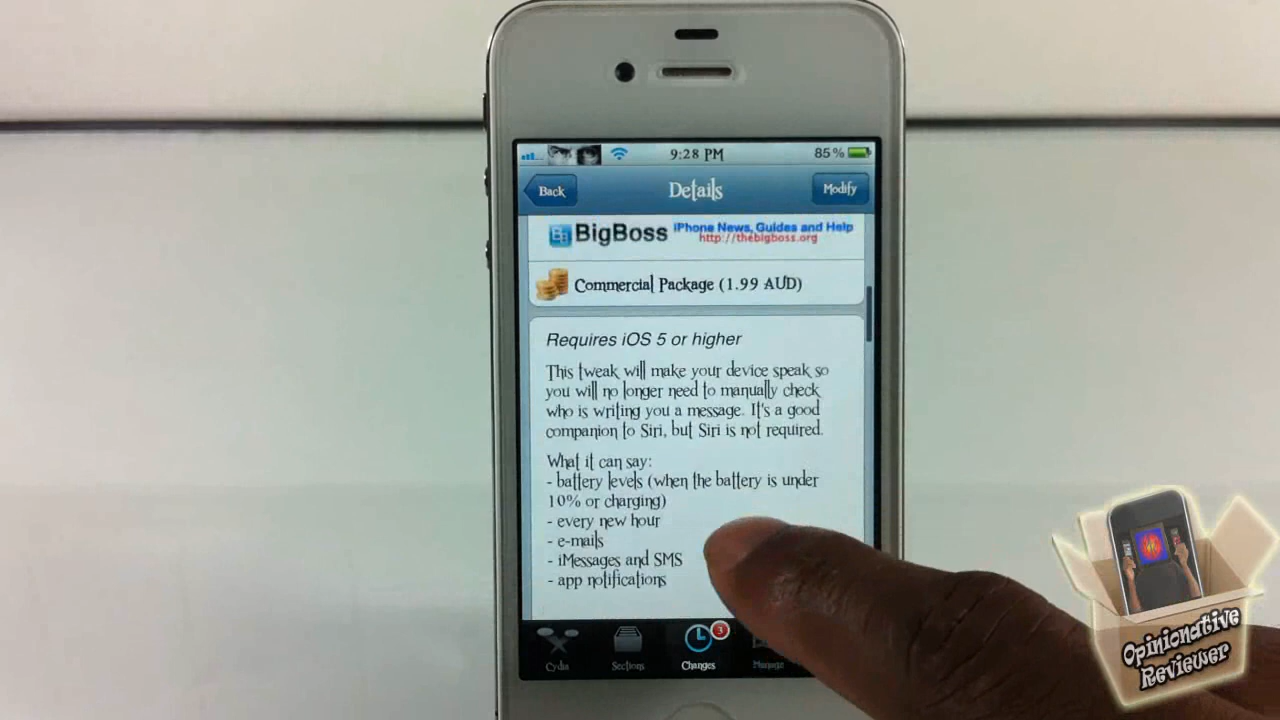 9:28 PM
85%
Back
Details
Modify
BigBoss
iPhone News, Guides and Help
http://thebigboss.org
Commercial Package (1.99 AUD)
Requires iOS 5 or higher
This tweak will make your device speak so
you will no longer need to manually check
who is writing you a message. It's a good
companion to Siri, but Siri is not required.
What it can say:
- battery levels (when the battery is under
10% or charging)
- every new hour
- e-mails
- iMessages and SMS
- app notifications
Cydia
Sections
Changes
3
Manage
Opinionative
Reviewer